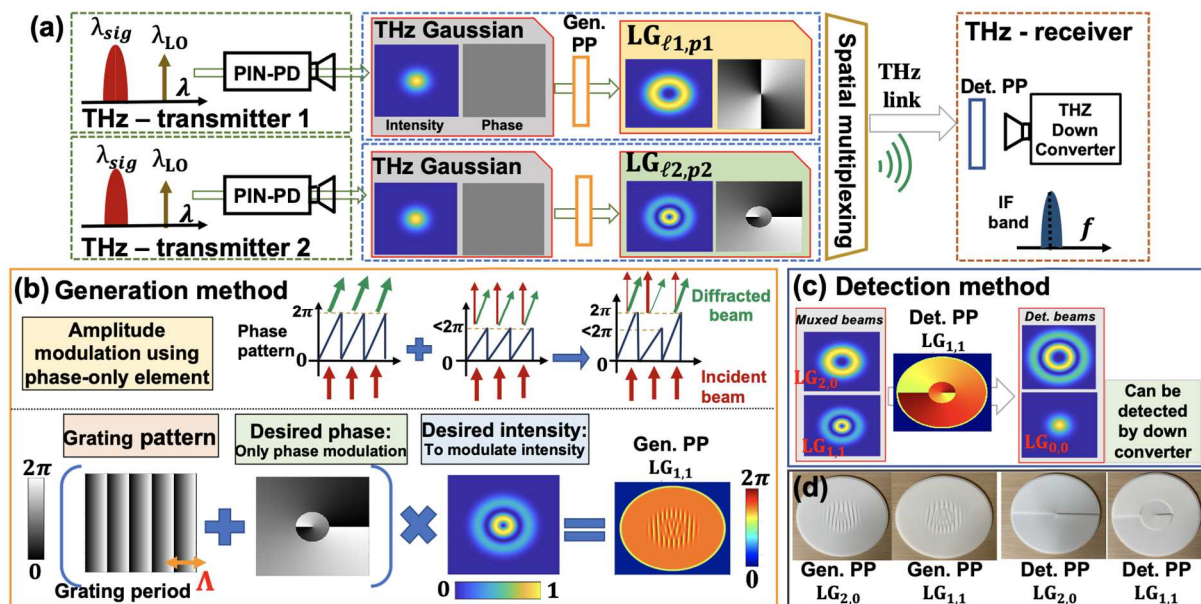 (a)
λsig
λLO
λ
PIN-PD
THz – transmitter 1
THz Gaussian
Intensity
Phase
Gen.
PP
LGℓ1,p1
λsig
λLO
λ
PIN-PD
THz – transmitter 2
THz Gaussian
LGℓ2,p2
Spatial multiplexing
THz
link
THz - receiver
Det. PP
THZ
Down
Converter
IF
band
f
(b) Generation method
Amplitude
modulation using
phase-only element
Phase
pattern
2π
0
2π
<2π
0
2π
<2π
0
Diffracted
beam
Incident
beam
Grating pattern
Desired phase:
Only phase modulation
Desired intensity:
To modulate intensity
Gen. PP
LG1,1
2π
0
Grating period
Λ
0
1
2π
0
(c) Detection method
Muxed beams
LG2,0
LG1,1
Det. PP
LG1,1
Det. beams
LG0,0
Can be
detected
by down
converter
(d)
Gen. PP
LG2,0
Gen. PP
LG1,1
Det. PP
LG2,0
Det. PP
LG1,1